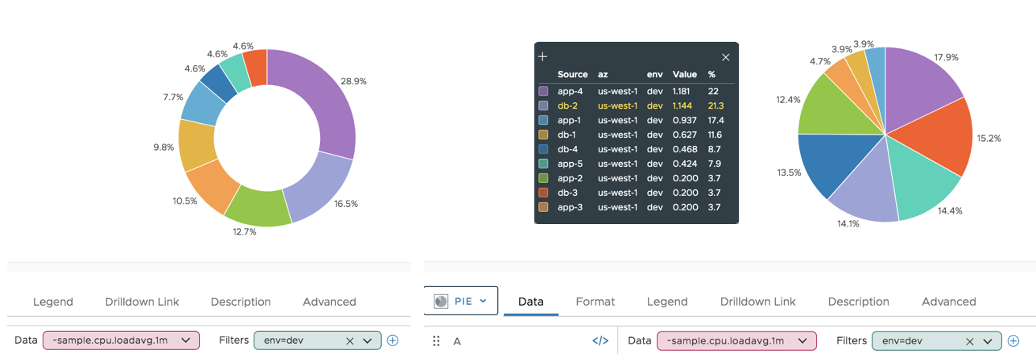 4.6%
4.6%
4.6%
7.7%
9.8%
10.5%
12.7%
16.5%
28.9%
Source az env Value %
app-4 us-west-1 dev 1.181 22
db-2 us-west-1 dev 1.144 21.3
app-1 us-west-1 dev 0.937 17.4
db-1 us-west-1 dev 0.627 11.6
db-4 us-west-1 dev 0.468 8.7
app-5 us-west-1 dev 0.424 7.9
app-2 us-west-1 dev 0.200 3.7
db-3 us-west-1 dev 0.200 3.7
app-3 us-west-1 dev 0.200 3.7
3.9%
3.9%
4.7%
12.4%
13.5%
14.1%
14.4%
15.2%
17.9%
Legend Drilldown Link Description Advanced
Data ~sample.cpu.loadavg.1m Filters env=dev
PIE Data Format Legend Drilldown Link Description Advanced
A </> Data ~sample.cpu.loadavg.1m Filters env=dev